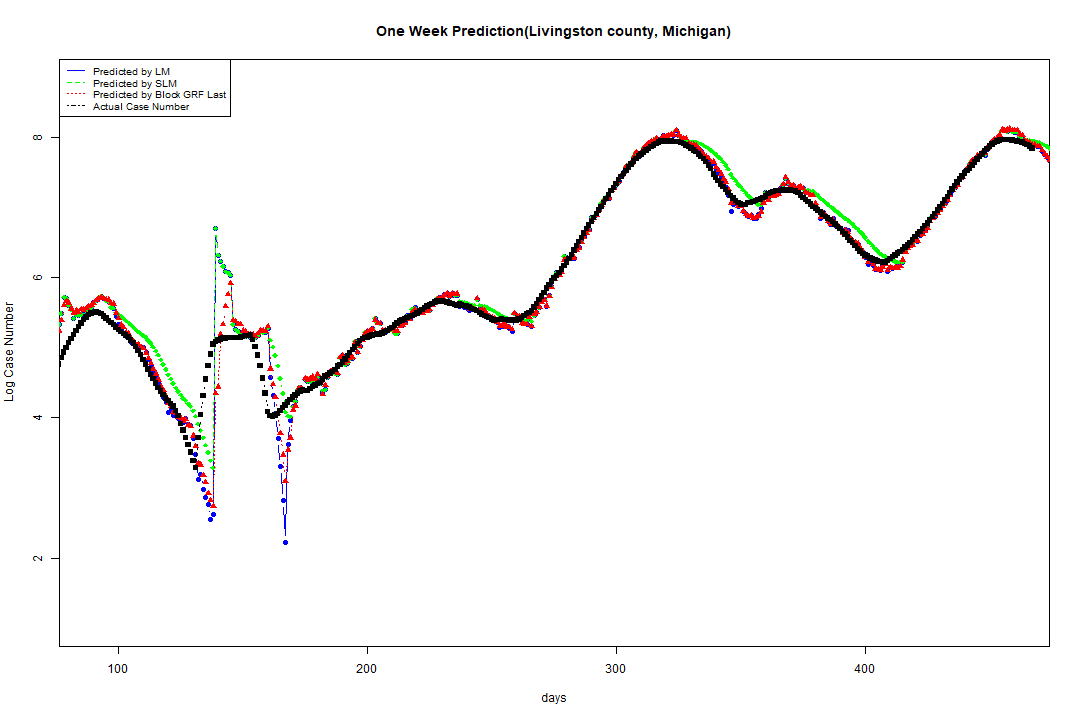 One Week Prediction(Livingston county, Michigan)
Predicted by LM
Predicted by SLM
Predicted by Block GRF Last
Actual Case Number
8
6
4
2
Log Case Number
100 200 300 400
days